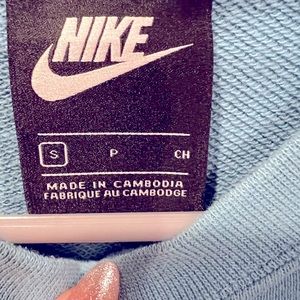 NIKE
S P CH
MADE IN CAMBODIA
FABRIQUE AU CAMBODGE